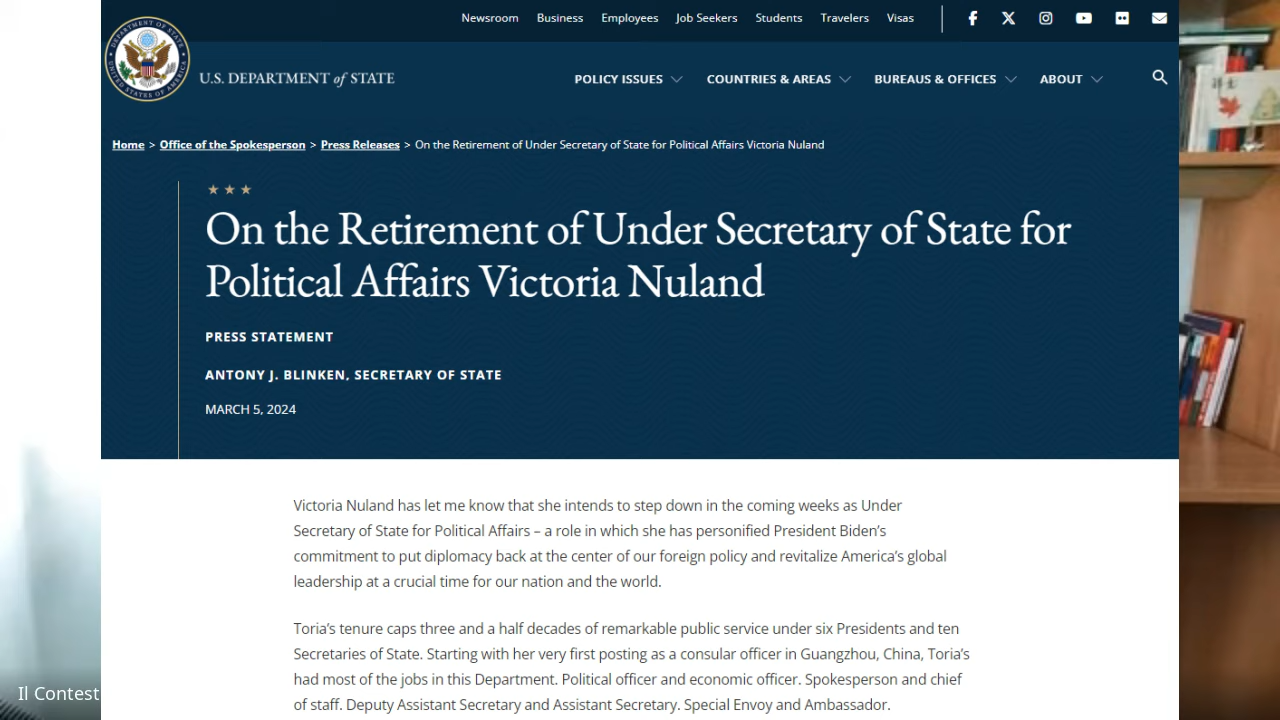 Newsroom Business Employees Job Seekers Students Travelers Visas
U.S. DEPARTMENT of STATE
POLICY ISSUES COUNTRIES & AREAS BUREAUS & OFFICES ABOUT
Home > Office of the Spokesperson > Press Releases > On the Retirement of Under Secretary of State for Political Affairs Victoria Nuland
On the Retirement of Under Secretary of State for
Political Affairs Victoria Nuland
PRESS STATEMENT
ANTONY J. BLINKEN, SECRETARY OF STATE
MARCH 5, 2024
Victoria Nuland has let me know that she intends to step down in the coming weeks as Under
Secretary of State for Political Affairs – a role in which she has personified President Biden’s
commitment to put diplomacy back at the center of our foreign policy and revitalize America’s global
leadership at a crucial time for our nation and the world.
Toria’s tenure caps three and a half decades of remarkable public service under six Presidents and ten
Secretaries of State. Starting with her very first posting as a consular officer in Guangzhou, China, Toria’s
had most of the jobs in this Department. Political officer and economic officer. Spokesperson and chief
of staff. Deputy Assistant Secretary and Assistant Secretary. Special Envoy and Ambassador.
Il Contest
DEPARTMENT OF STATE
UNITED STATES OF AMERICA